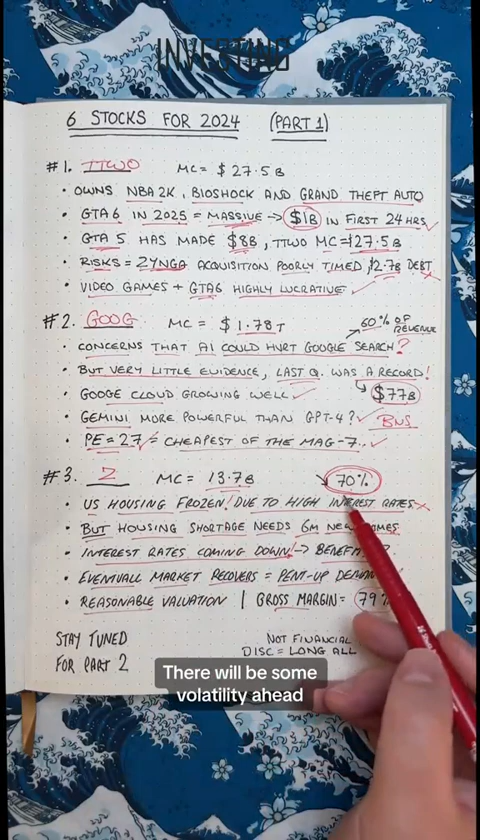 INVESTING
6 STOCKS FOR 2024 (PART 1)
#1. TTWO MC= $27.5B
• OWNS NBA 2K, BIOSHOCK AND GRAND THEFT AUTO
• GTA6 IN 2025 = MASSIVE → $1B IN FIRST 24HRS
• GTA 5 HAS MADE $8B, TTWO MC=$27.5B
• RISKS = ZYNGA ACQUISITION POORLY TIMED, $2.7B DEBT
• VIDEO GAMES + GTA6 HIGHLY LUCRATIVE
#2. GOOG MC = $1.78T 60% OF REVENUE
• CONCERNS THAT AI COULD HURT GOOGLE SEARCH?
• BUT VERY LITTLE EVIDENCE, LAST Q. WAS A RECORD!
• GOOGE CLOUD GROWING WELL $77B
• GEMINI MORE POWERFUL THAN GPT-4? BNS
• PE = 27 = CHEAPEST OF THE MAG-7.
#3. Z MC = 13.7B 70%
• US HOUSING FROZEN! DUE TO HIGH INTEREST RATES
• BUT HOUSING SHORTAGE NEEDS 6M NEW
• INTEREST RATES COMING DOWN! →
• EVENTUALL MARKET RECOVERS = PENT-UP
• REASONABLE VALUATION | GROSS MARGIN= 79
STAY TUNED
FOR PART 2
NOT FINANCIAL
DISC = LONG ALL
There will be some
volatility ahead